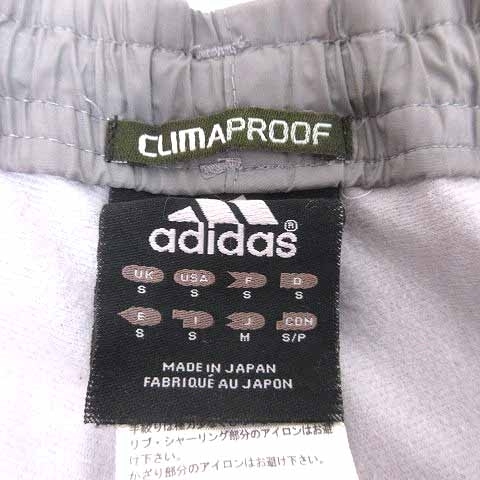 CLIMAPROOF
adidas®
UK USA F D
S S S S
E I J CDN
S S M S/P
MADE IN JAPAN
FABRIQUÉ AU JAPON
リブ・シャーリング部分のアイロンはお避
け下さい。
かざり部分のアイロンはお避け下さい。